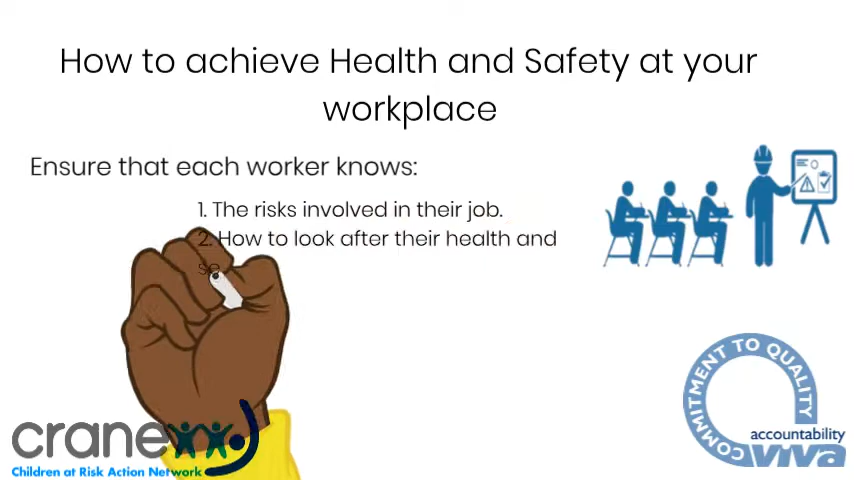 How to achieve Health and Safety at your
workplace
Ensure that each worker knows:
1. The risks involved in their job.
2. How to look after their health and
se
COMMITMENT TO QUALITY
accountability
viva
crane
Children at Risk Action Network